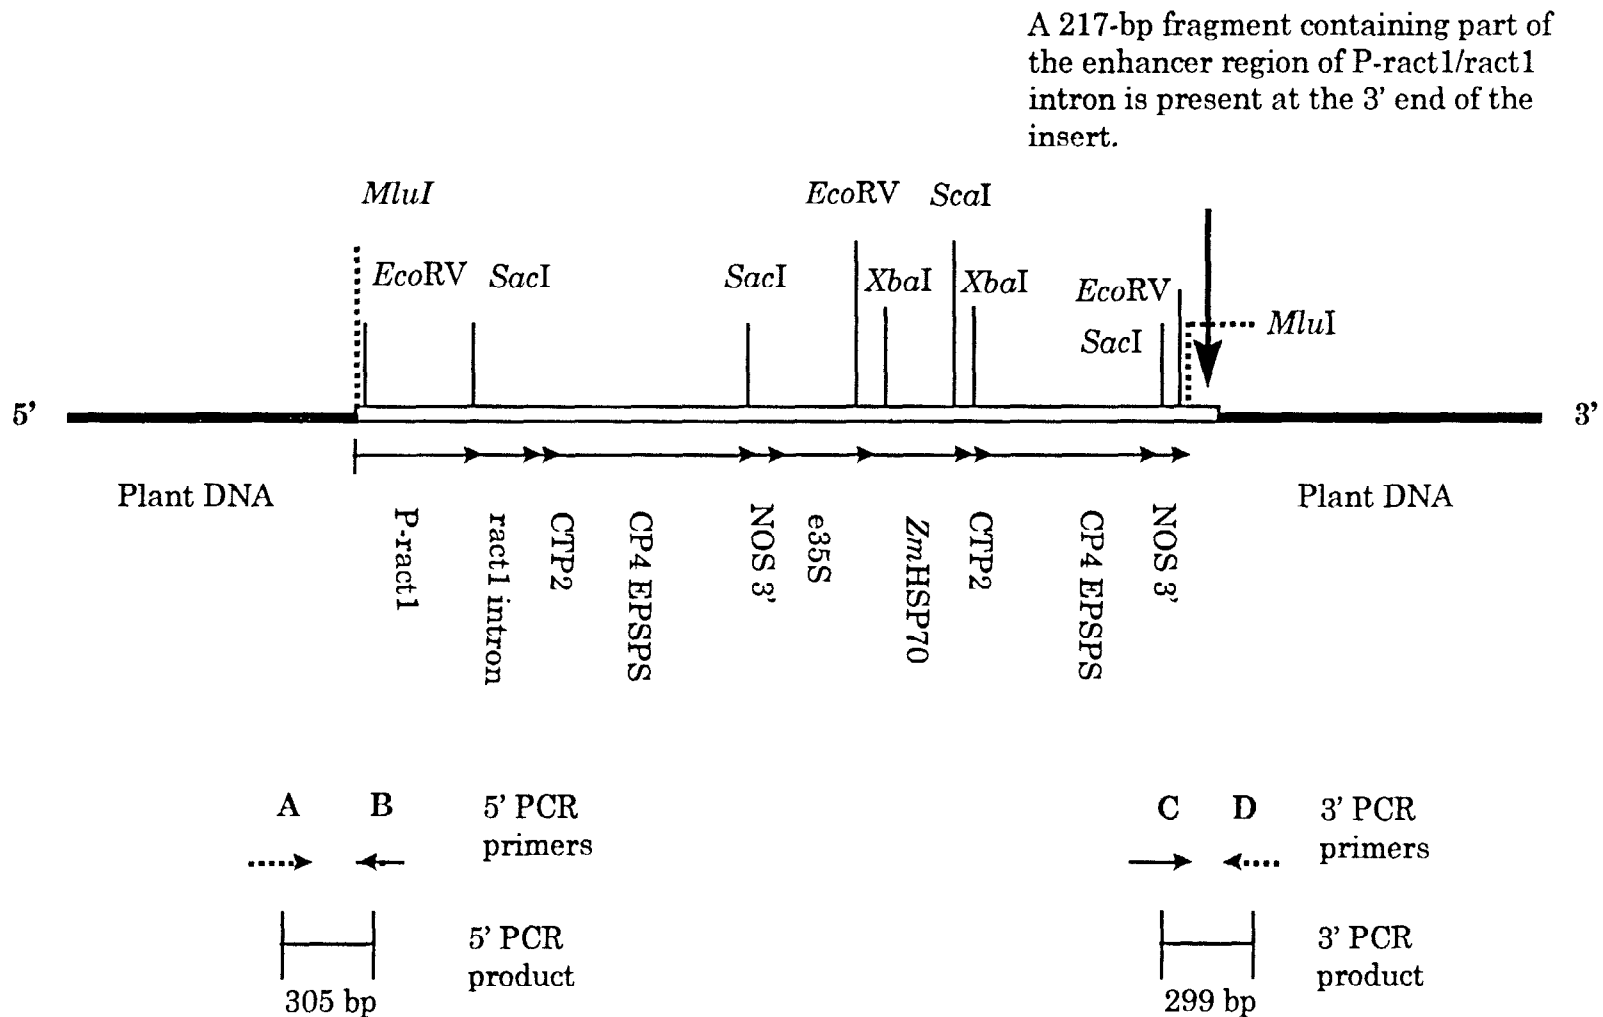 A 217-bp fragment containing part of
the enhancer region of P-ract1/ract1
intron is present at the 3' end of the
insert.
MluI
EcoRV
ScaI
EcoRV
SacI
SacI
XbaI
XbaI
EcoRV
SacI
MluI
5'
3'
Plant DNA
Plant DNA
P-ract1
ract1 intron
CTP2
CP4 EPSPS
NOS 3'
e35S
ZmHSP70
CTP2
CP4 EPSPS
NOS 3'
A
B
5' PCR
primers
C
D
3' PCR
primers
5' PCR
product
305 bp
3' PCR
product
299 bp